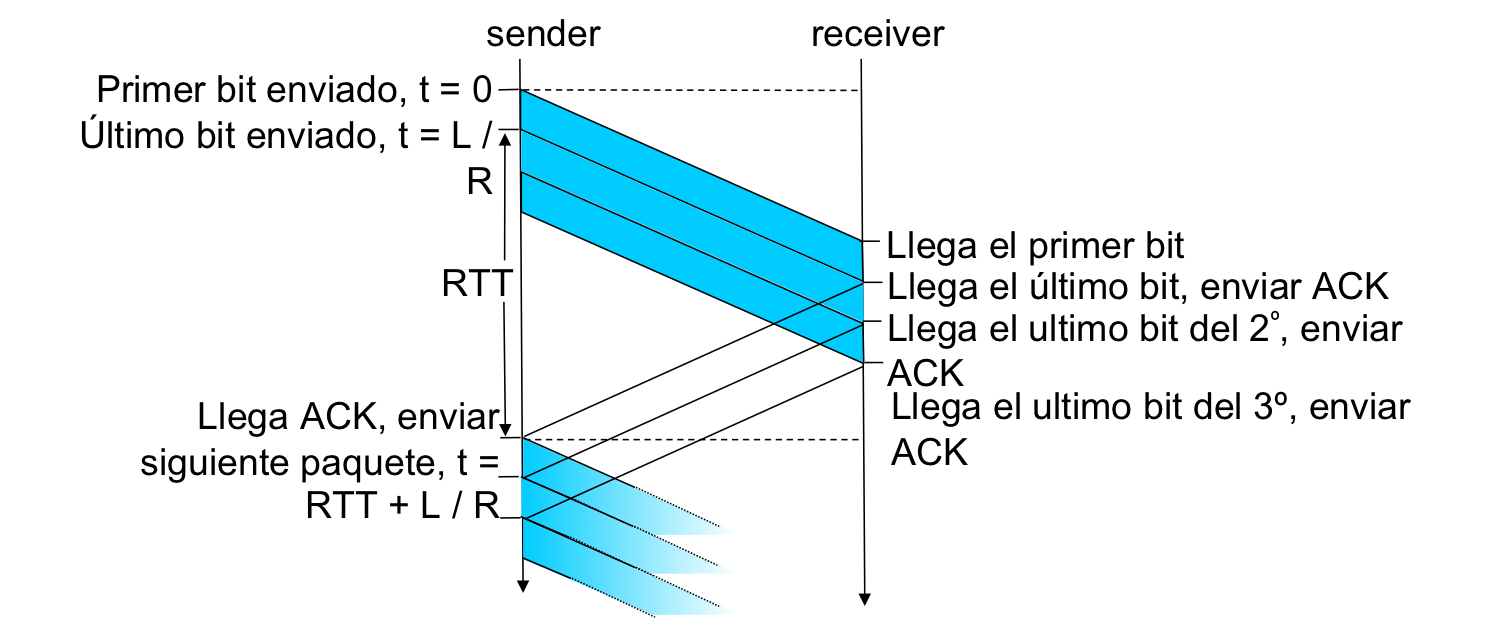 sender
receiver
Primer bit enviado, t = 0
Último bit enviado, t = L /
R
RTT
Llega el primer bit
Llega el último bit, enviar ACK
Llega el ultimo bit del 2º, enviar
ACK
Llega el ultimo bit del 3º, enviar
ACK
Llega ACK, enviar
siguiente paquete, t =
RTT + L / R